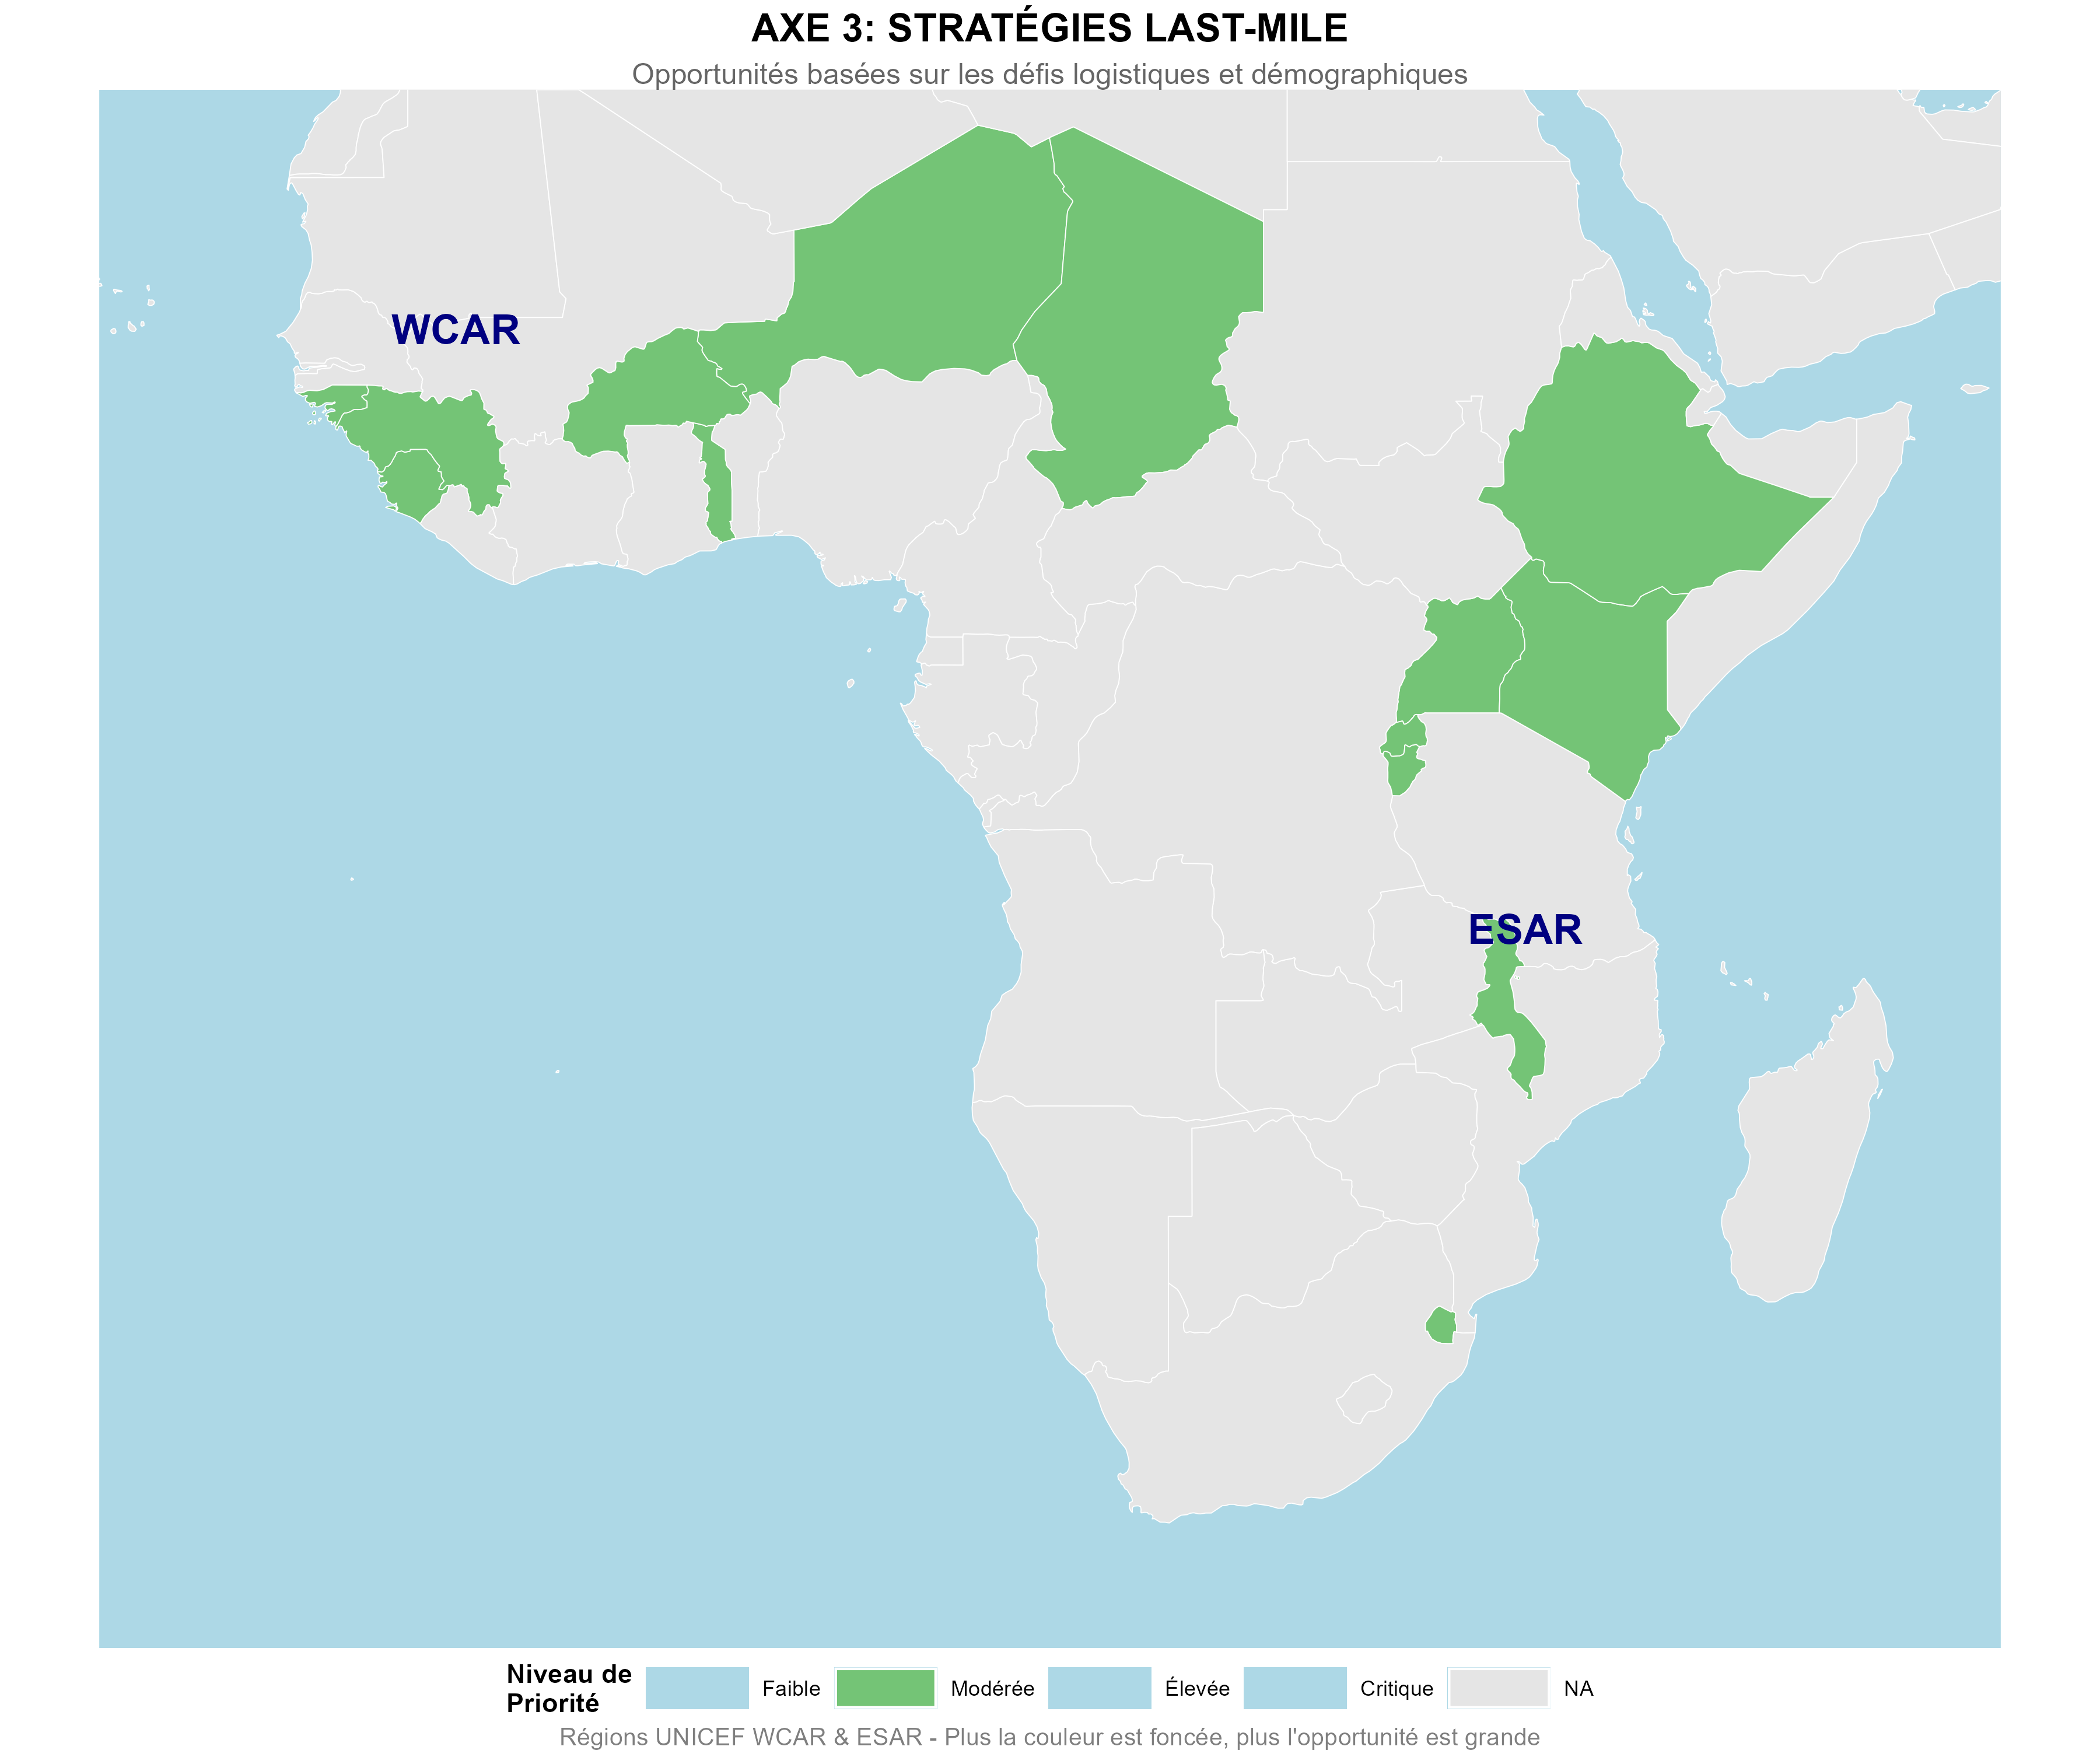 AXE 3: STRATÉGIES LAST-MILE
Opportunités basées sur les défis logistiques et démographiques
WCAR
ESAR
Niveau de
Priorité
Faible
Modérée
Élevée
Critique
NA
Régions UNICEF WCAR & ESAR - Plus la couleur est foncée, plus l'opportunité est grande